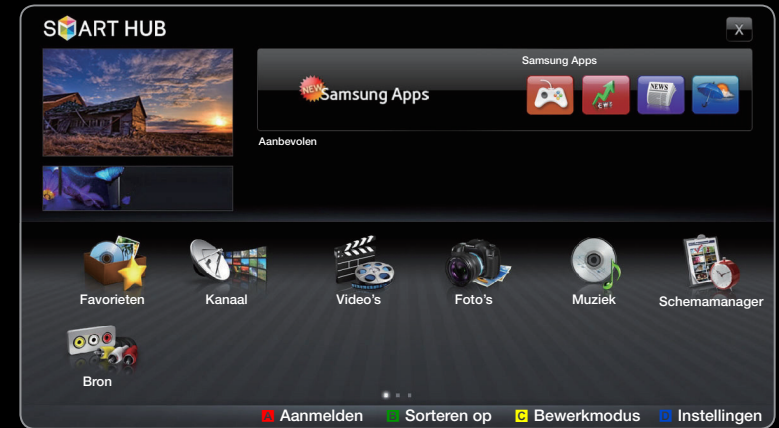 SMART HUB
X
Samsung Apps
NEW Samsung Apps
NEWS
Aanbevolen
Favorieten
Kanaal
Video's
Foto's
Muziek
Schemamanager
Bron
A Aanmelden B Sorteren op C Bewerkmodus D Instellingen